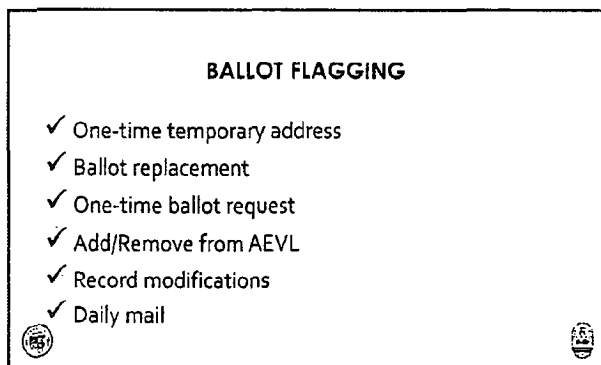 BALLOT FLAGGING
✓ One-time temporary address
✓ Ballot replacement
✓ One-time ballot request
✓ Add/Remove from AEVL
✓ Record modifications
✓ Daily mail